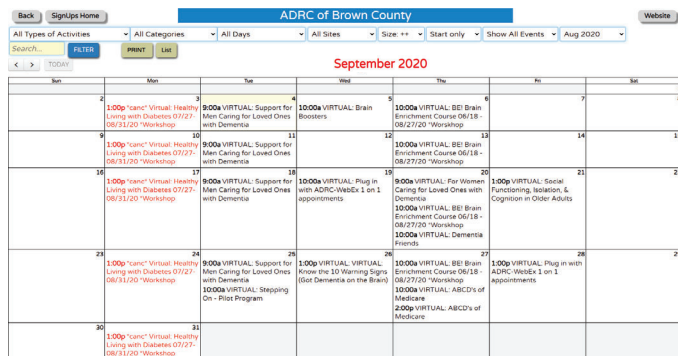 Back SignUps Home ADRC of Brown County Website
All Types of Activities All Categories All Days All Sites Size: ++ Start only Show All Events Aug 2020
Search... FILTER PRINT List
< > TODAY September 2020
Sun Mon Tue Wed Thu Fri Sat
2 3 4 5 6 7
1:00p *canc* Virtual: Healthy Living with Diabetes 07/27-
08/31/20 *Workshop
9:00a VIRTUAL: Support for
Men Caring for Loved Ones
with Dementia
10:00a VIRTUAL: Brain
Boosters
10:00a VIRTUAL: BE! Brain
Enrichment Course 06/18 -
08/27/20 *Worskhop
9 10 11 12 13 14
1:00p *canc* Virtual: Healthy
Living with Diabetes 07/27-
08/31/20 *Workshop
9:00a VIRTUAL: Support for
Men Caring for Loved Ones
with Dementia
10:00a VIRTUAL: BE! Brain
Enrichment Course 06/18 -
08/27/20 *Worskhop
16 17 18 19 20 21
1:00p *canc* Virtual: Healthy
Living with Diabetes 07/27-
08/31/20 *Workshop
9:00a VIRTUAL: Support for
Men Caring for Loved Ones
with Dementia
10:00a VIRTUAL: Plug in
with ADRC-WebEx 1 on 1
appointments
9:00a VIRTUAL: For Women
Caring for Loved Ones with
Dementia
10:00a VIRTUAL: BE! Brain
Enrichment Course 06/18 -
08/27/20 *Worskhop
10:00a VIRTUAL: Dementia
Friends
1:00p VIRTUAL: Social
Functioning, Isolation, &
Cognition in Older Adults
23 24 25 26 27 28
1:00p *canc* Virtual: Healthy
Living with Diabetes 07/27-
08/31/20 *Workshop
9:00a VIRTUAL: Support for
Men Caring for Loved Ones
with Dementia
10:00a VIRTUAL: Stepping
On - Pilot Program
1:00p VIRTUAL: VIRTUAL:
Know the 10 Warning Signs
(Got Dementia on the Brain)
10:00a VIRTUAL: BE! Brain
Enrichment Course 06/18 -
08/27/20 *Worskhop
10:00a VIRTUAL: ABCD's of
Medicare
2:00p VIRTUAL: ABCD's of
Medicare
1:00p VIRTUAL: Plug in with
ADRC-WebEx 1 on 1
appointments
30 31
1:00p *canc* Virtual: Healthy
Living with Diabetes 07/27-
08/31/20 *Workshop